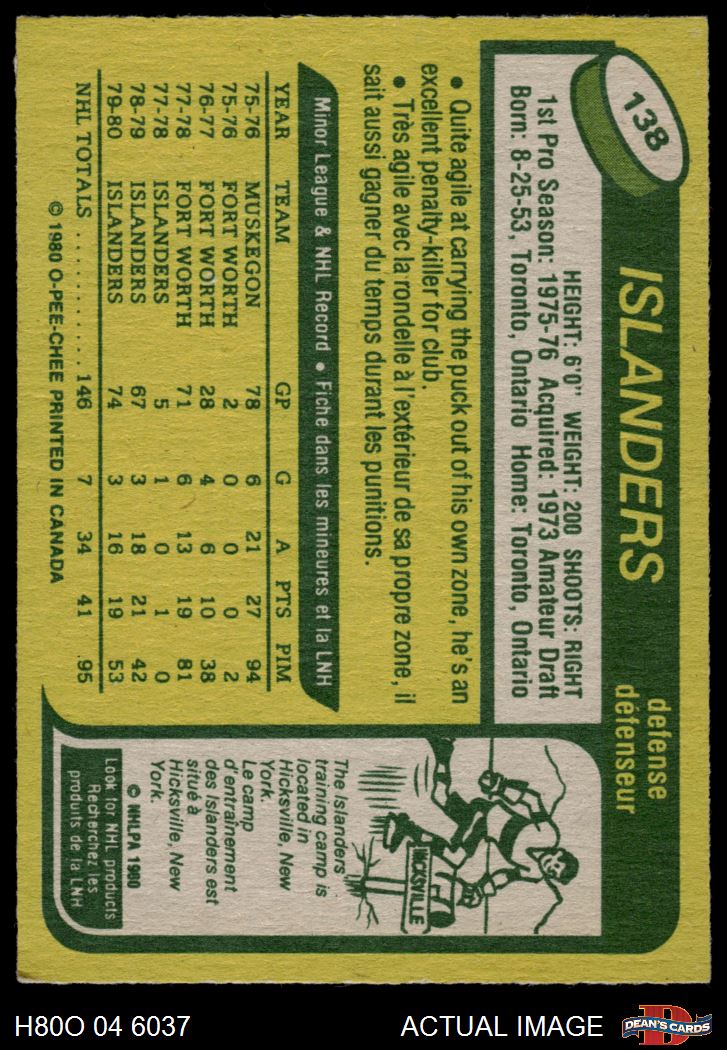 138
ISLANDERS
defense
défenseur
HEIGHT: 6'0" WEIGHT: 200 SHOOTS: RIGHT
1st Pro Season: 1975-76 Acquired: 1973 Amateur Draft
Born: 8-25-53, Toronto, Ontario Home: Toronto, Ontario
• Quite agile at carrying the puck out of his own zone, he's an
excellent penalty-killer for club.
• Très agile avec la rondelle à l'extérieur de sa propre zone, il
sait aussi gagner du temps durant les punitions.
Minor League & NHL Record • Fiche dans les mineures et la LNH
YEAR TEAM GP G A PTS PIM
75-76 MUSKEGON 78 6 21 27 94
75-76 FORT WORTH 2 0 0 0 2
76-77 FORT WORTH 28 4 6 10 38
77-78 FORT WORTH 71 6 13 19 81
77-78 ISLANDERS 5 1 0 1 0
78-79 ISLANDERS 67 3 18 21 42
79-80 ISLANDERS 74 3 16 19 53
NHL TOTALS .......... 146 7 34 41 95
© 1980 O-PEE-CHEE PRINTED IN CANADA
HICKSVILLE
The Islanders'
training camp is
located in
Hicksville, New
York.
Le camp
d'entraînement
des Islanders est
situé à
Hicksville, New
York.
© NHLPA 1980
Look for NHL products
Recherchez les
produits de la LNH
H80O 04 6037
ACTUAL IMAGE
D
DEAN'S CARDS